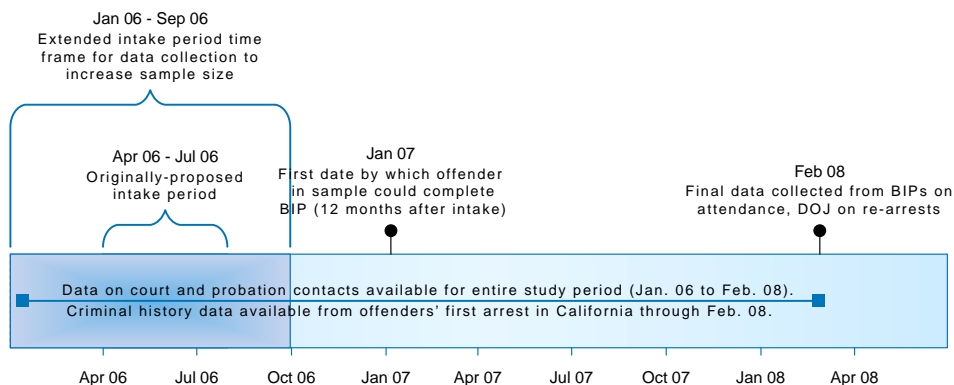 Jan 06 - Sep 06
Extended intake period time
frame for data collection to
increase sample size
Apr 06 - Jul 06
Originally-proposed
intake period
Jan 07
First date by which offender
in sample could complete
BIP (12 months after intake)
Feb 08
Final data collected from BIPs on
attendance, DOJ on re-arrests
Data on court and probation contacts available for entire study period (Jan. 06 to Feb. 08).
Criminal history data available from offenders’ first arrest in California through Feb. 08.
Apr 06 Jul 06 Oct 06 Jan 07 Apr 07 Jul 07 Oct 07 Jan 08 Apr 08